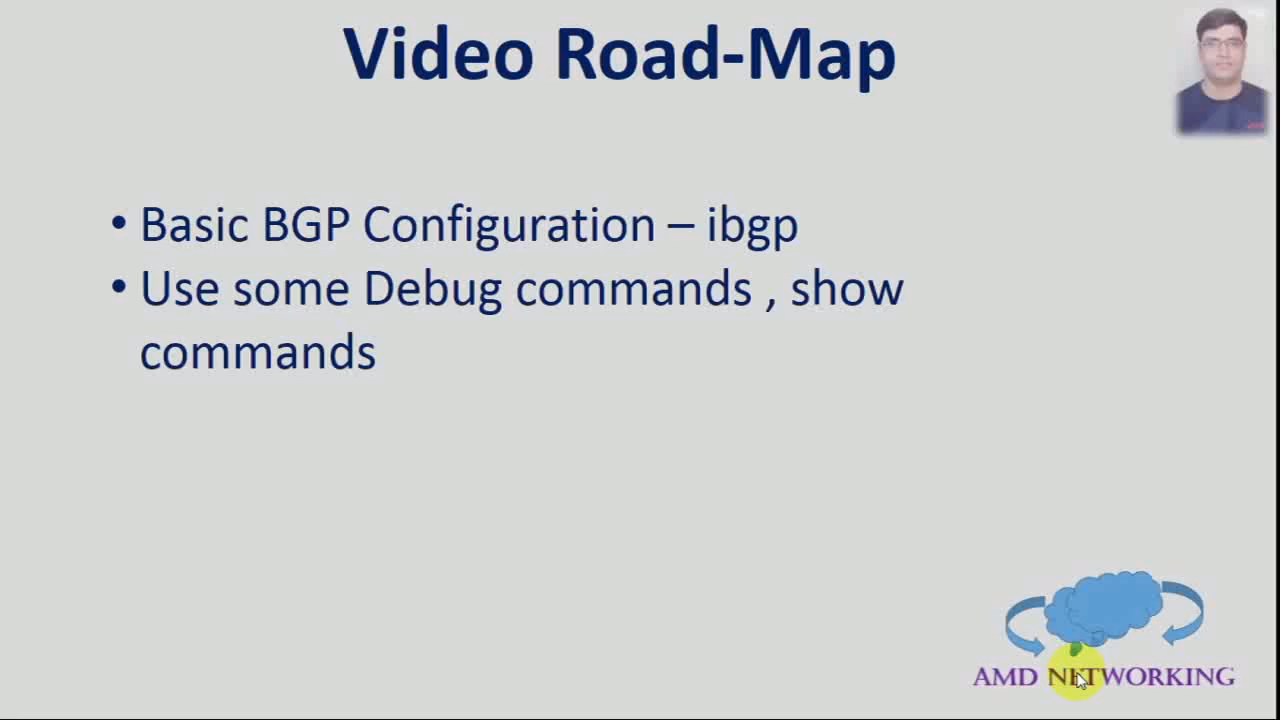 Video Road-Map
• Basic BGP Configuration – ibgp
• Use some Debug commands , show
commands
AMD NETWORKING